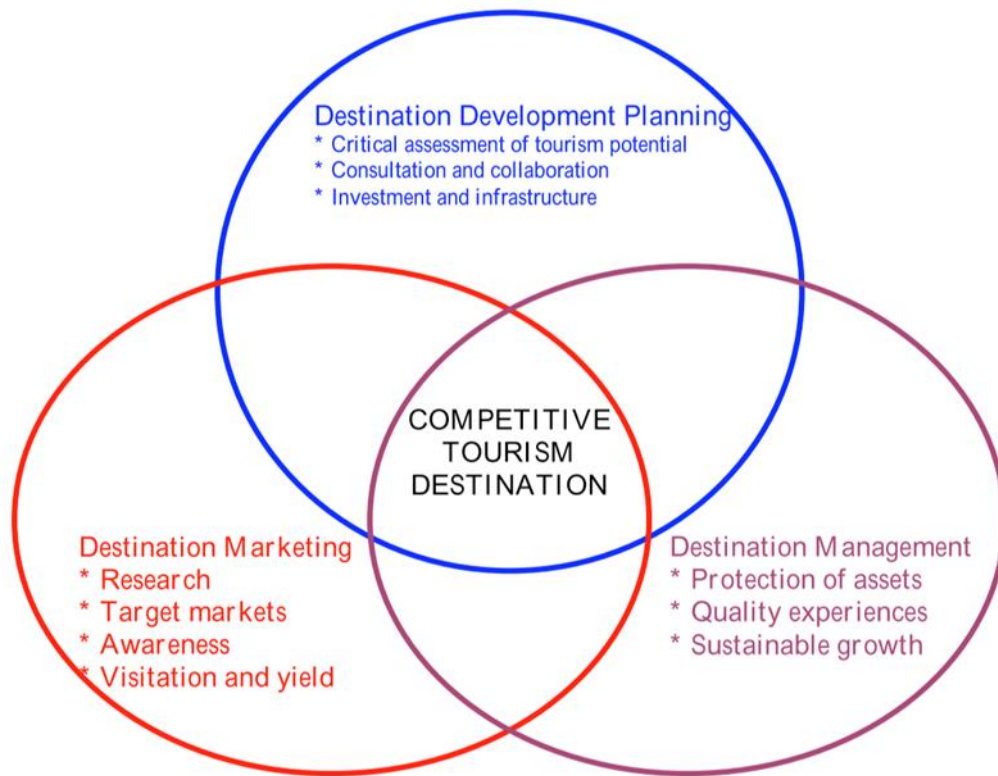 Destination Development Planning
* Critical assessment of tourism potential
* Consultation and collaboration
* Investment and infrastructure
COMPETITIVE
TOURISM
DESTINATION
Destination Marketing
* Research
* Target markets
* Awareness
* Visitation and yield
Destination Management
* Protection of assets
* Quality experiences
* Sustainable growth